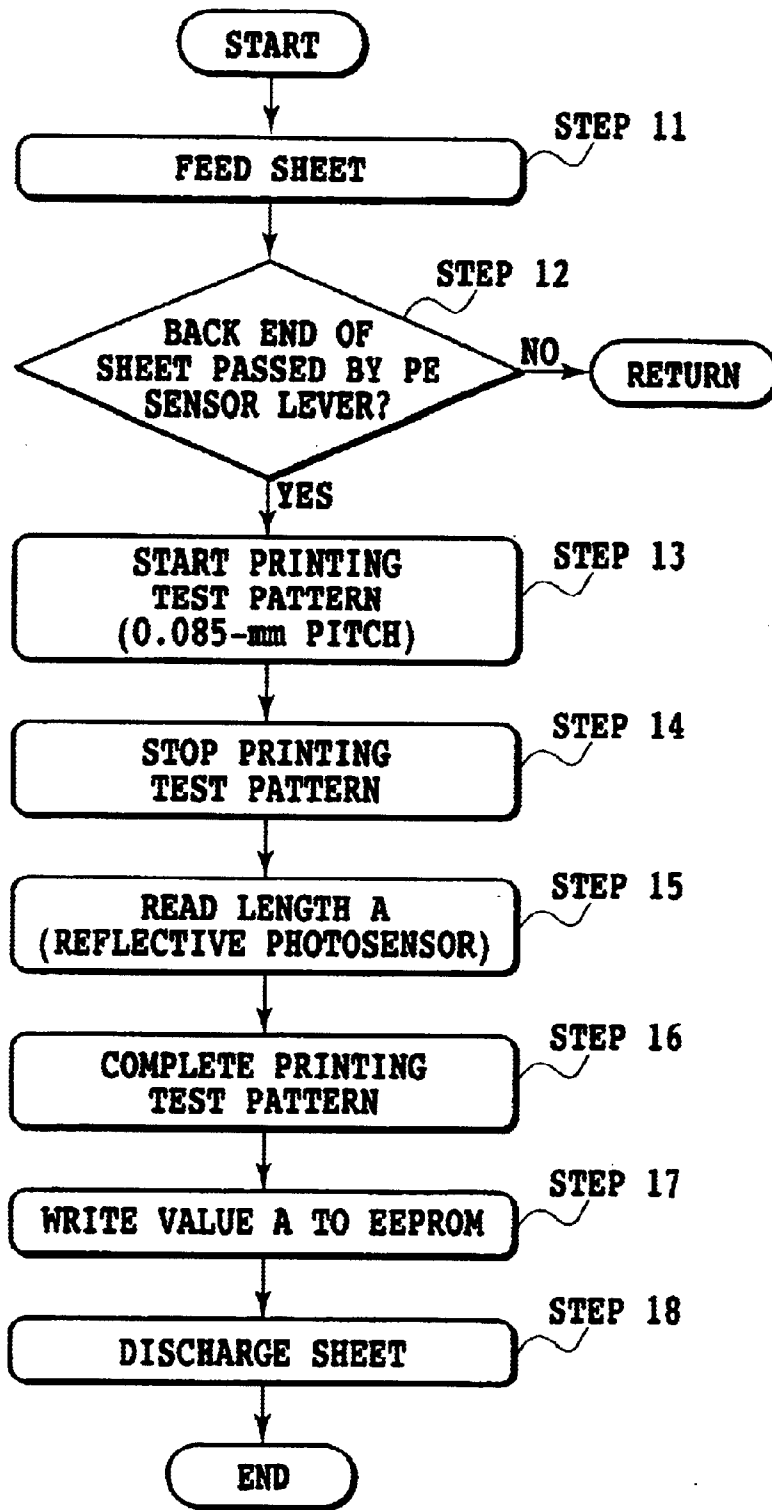 START
STEP 11
FEED SHEET
STEP 12
BACK END OF
SHEET PASSED BY PE
SENSOR LEVER?
NO
RETURN
YES
STEP 13
START PRINTING
TEST PATTERN
(0.085-mm PITCH)
STEP 14
STOP PRINTING
TEST PATTERN
STEP 15
READ LENGTH A
(REFLECTIVE PHOTOSENSOR)
STEP 16
COMPLETE PRINTING
TEST PATTERN
STEP 17
WRITE VALUE A TO EEPROM
STEP 18
DISCHARGE SHEET
END